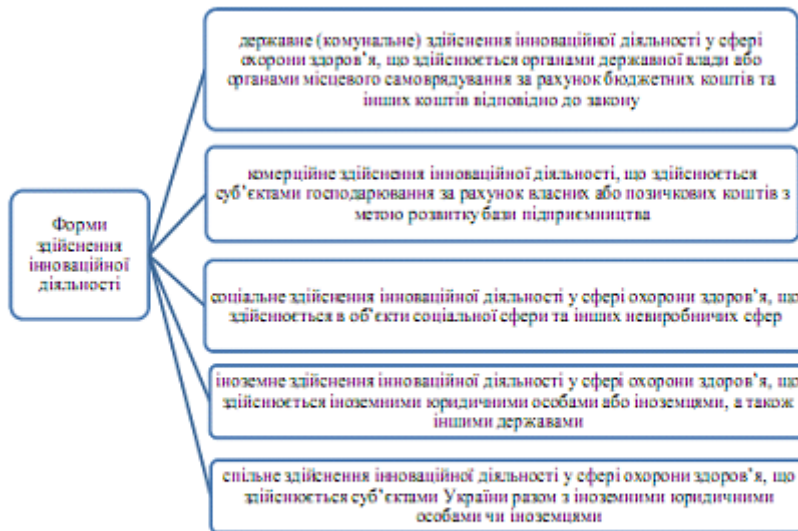 державне (комунальне) здійснення інноваційної діяльності у сфері
охорони здоров’я, що здійснюється органами державної влади або
органами місцевого самоврядування за рахунок бюджетних коштів та
інших коштів відповідно до закону
комерційне здійснення інноваційної діяльності, що здійснюється
суб’єктами господарювання за рахунок власних або позичкових коштів з
метою розвитку бази підприємництва
Форми
здійснення
інноваційної
діяльності
соціальне здійснення інноваційної діяльності у сфері охорони здоров’я, що
здійснюється в об’єкти соціальної сфери та інших невиробничих сфер
іноземне здійснення інноваційної діяльності у сфері охорони здоров’я, що
здійснюється іноземними юридичними особами або іноземцями, а також
іншими державами
спільне здійснення інноваційної діяльності у сфері охорони здоров’я, що
здійснюється суб’єктами України разом з іноземними юридичними
особами чи іноземцями